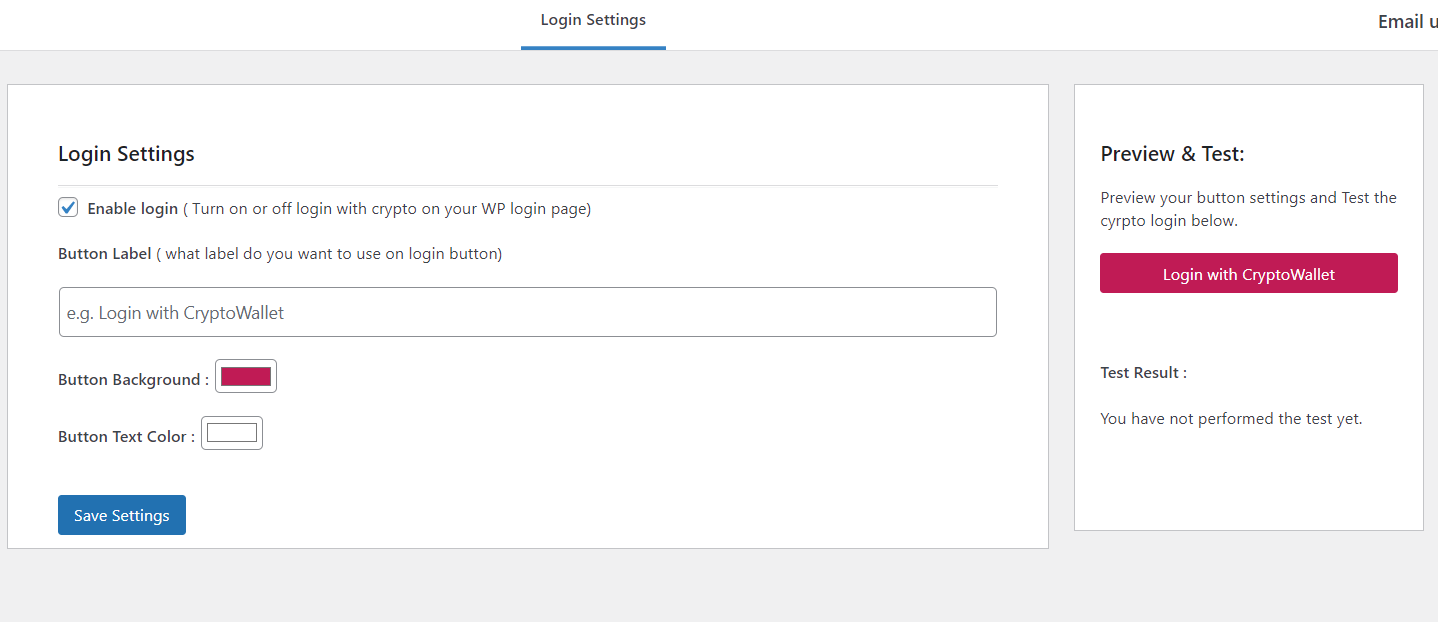 Login Settings
Email u
Login Settings
Enable login ( Turn on or off login with crypto on your WP login page)
Button Label ( what label do you want to use on login button)
e.g. Login with CryptoWallet
Button Background :
Button Text Color :
Save Settings
Preview & Test:
Preview your button settings and Test the
cyrpto login below.
Login with CryptoWallet
Test Result :
You have not performed the test yet.